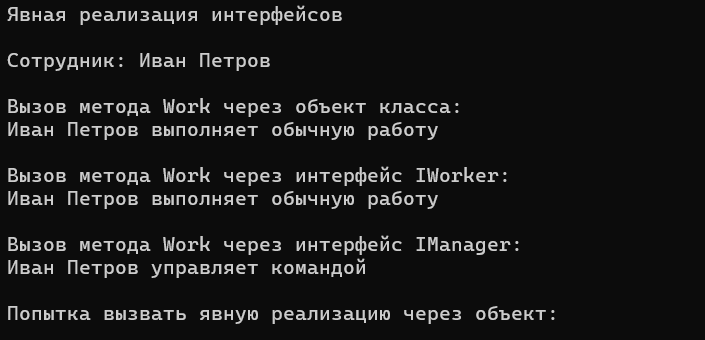 Явная реализация интерфейсов
Сотрудник: Иван Петров
Вызов метода Work через объект класса:
Иван Петров выполняет обычную работу
Вызов метода Work через интерфейс IWorker:
Иван Петров выполняет обычную работу
Вызов метода Work через интерфейс IManager:
Иван Петров управляет командой
Попытка вызвать явную реализацию через объект: